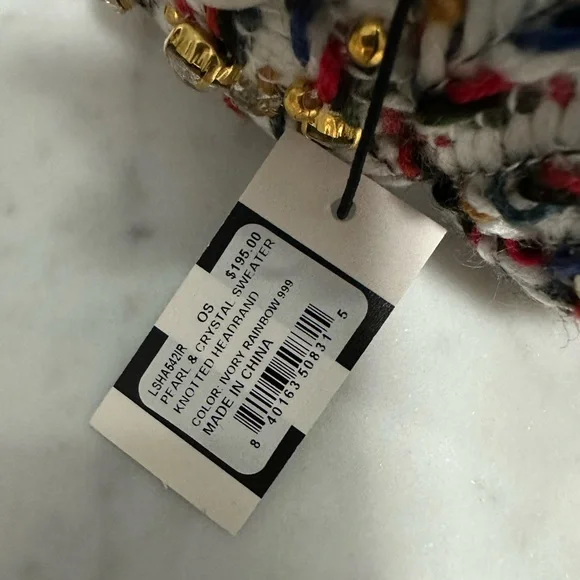 $195.00
LSHA542IR OS
PEARL & CRYSTAL SWEATER
KNOTTED HEADBAND
COLOR: IVORY RAINBOW 999
MADE IN CHINA
8 40163 50831 5